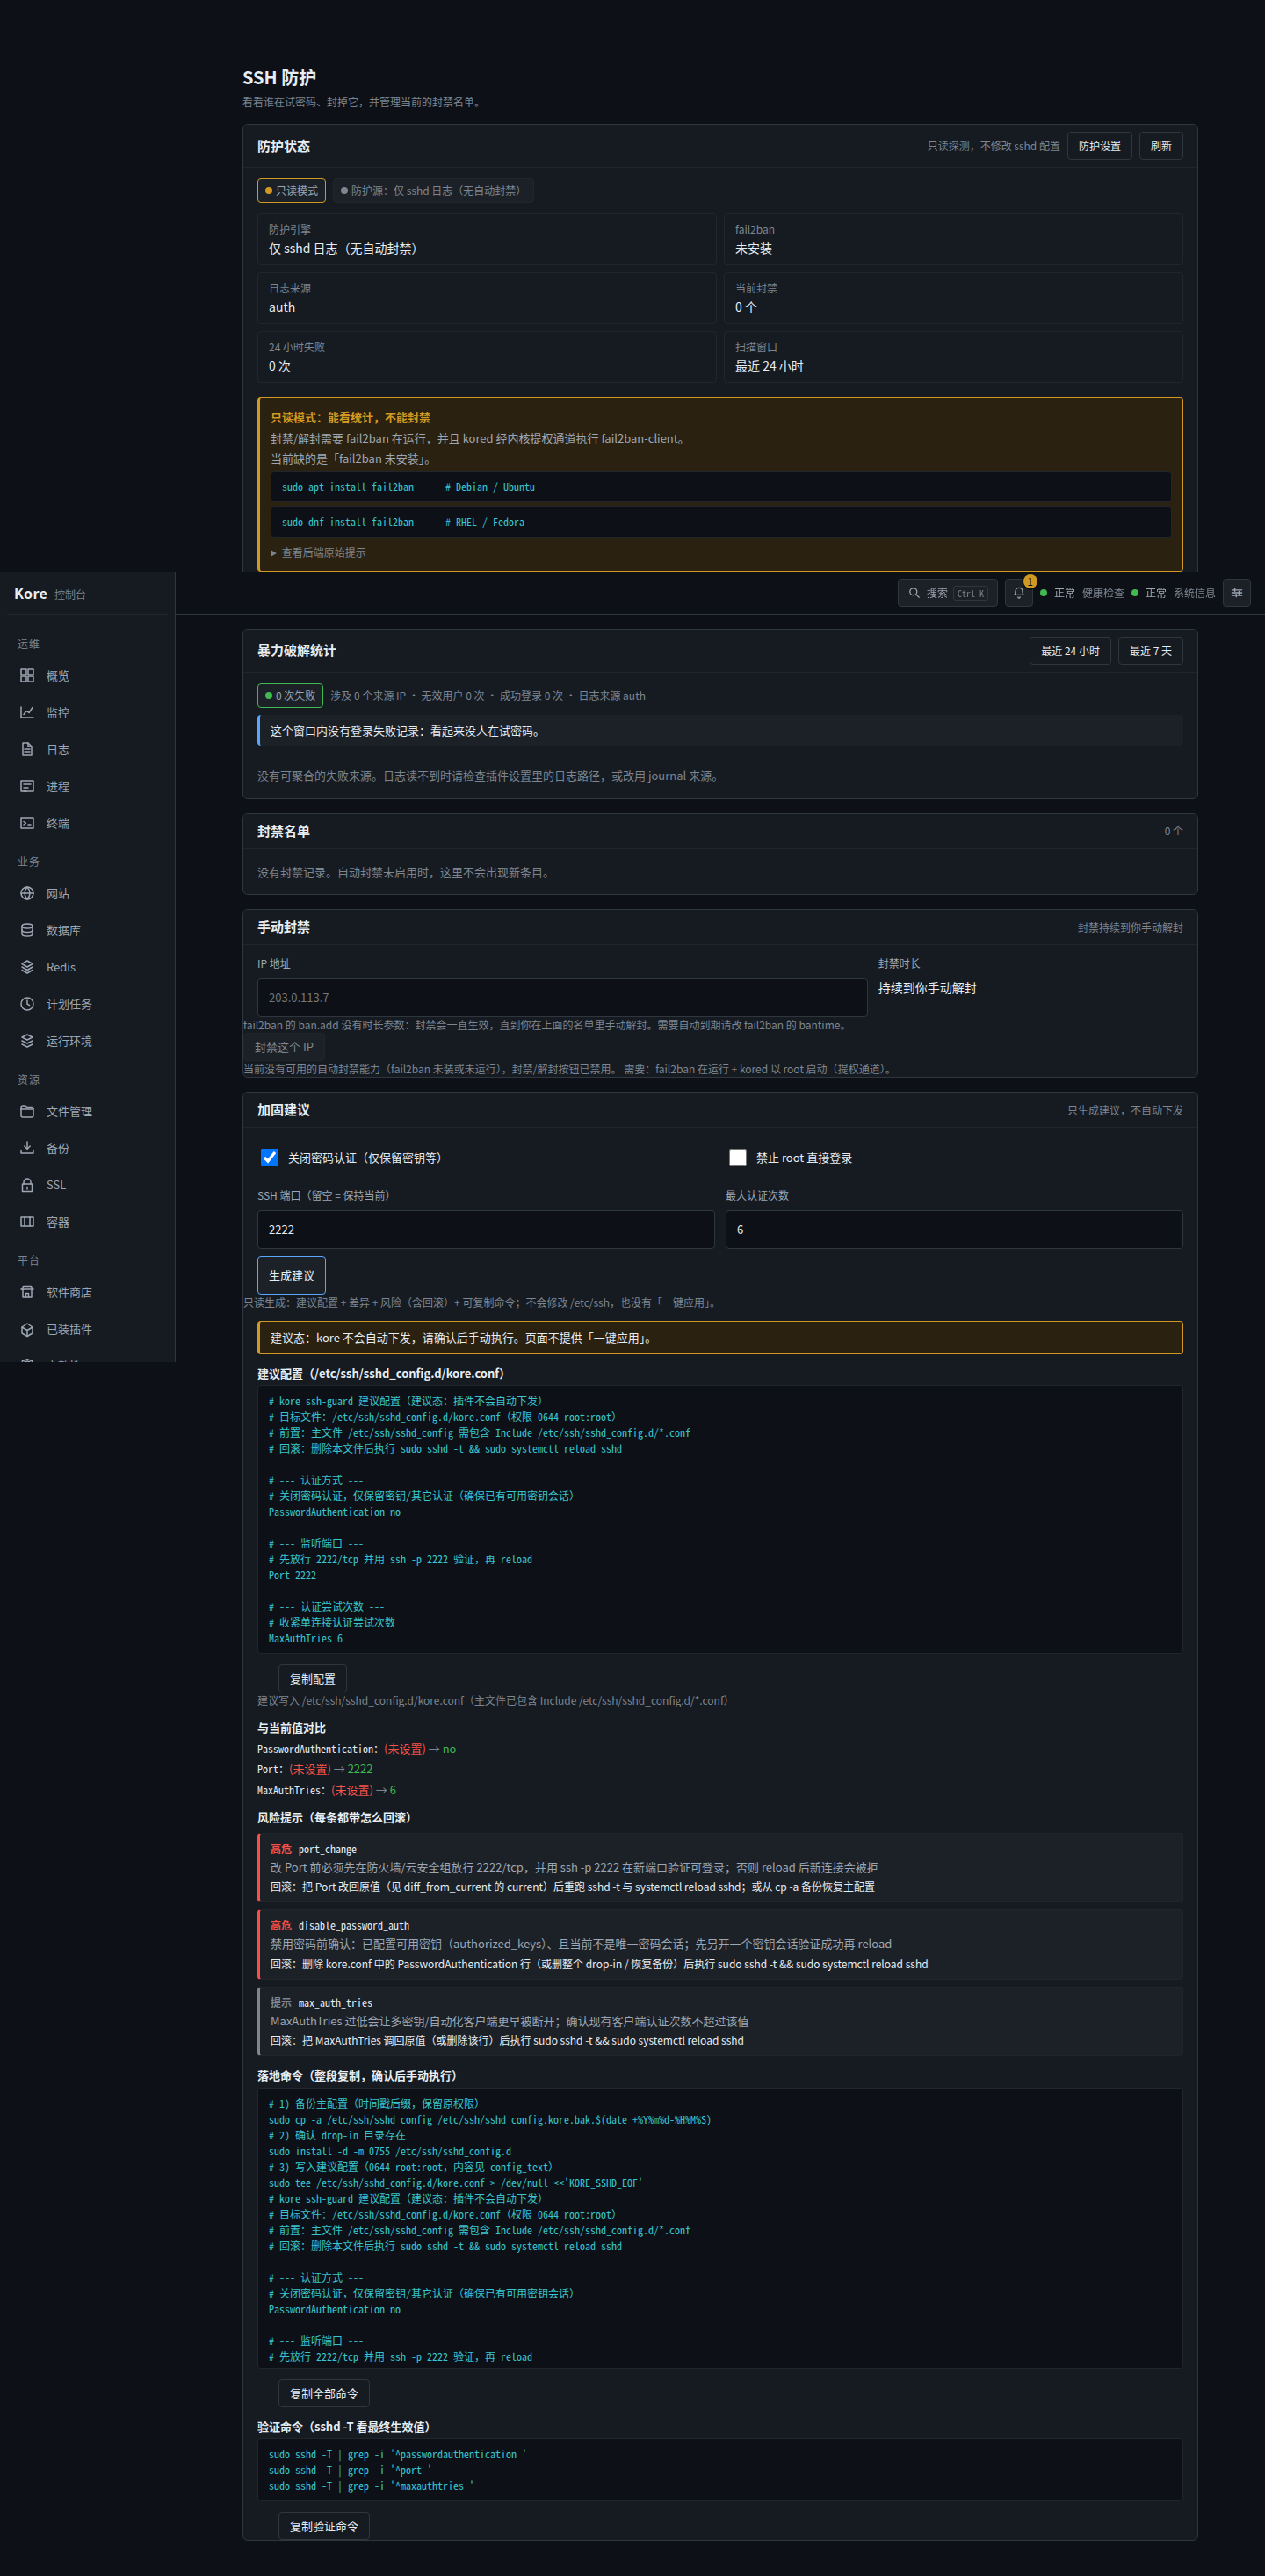 SSH 防护
看看谁在试密码、封掉它，并管理当前的封禁名单。
防护状态
只读探测，不修改 sshd 配置
防护设置
刷新
只读模式
防护源：仅 sshd 日志（无自动封禁）
防护引擎
仅 sshd 日志（无自动封禁）
fail2ban
未安装
日志来源
auth
当前封禁
0 个
24 小时失败
0 次
扫描窗口
最近 24 小时
只读模式：能看统计，不能封禁
封禁/解封需要 fail2ban 在运行，并且 kored 经内核提权通道执行 fail2ban-client。
当前缺的是「fail2ban 未安装」。
sudo apt install fail2ban      # Debian / Ubuntu
sudo dnf install fail2ban      # RHEL / Fedora
查看后端原始提示
Kore 控制台
搜索 Ctrl K
1
正常 健康检查
正常 系统信息
运维
概览
监控
日志
进程
终端
业务
网站
数据库
Redis
计划任务
运行环境
资源
文件管理
备份
SSL
容器
平台
软件商店
已装插件
暴力破解统计
最近 24 小时
最近 7 天
0 次失败
涉及 0 个来源 IP · 无效用户 0 次 · 成功登录 0 次 · 日志来源 auth
这个窗口内没有登录失败记录：看起来没人在试密码。
没有可聚合的失败来源。日志读不到时请检查插件设置里的日志路径，或改用 journal 来源。
封禁名单
0 个
没有封禁记录。自动封禁未启用时，这里不会出现新条目。
手动封禁
封禁持续到你手动解封
IP 地址
203.0.113.7
封禁时长
持续到你手动解封
fail2ban 的 ban.add 没有时长参数：封禁会一直生效，直到你在上面的名单里手动解封。需要自动到期请改 fail2ban 的 bantime。
封禁这个 IP
当前没有可用的自动封禁能力（fail2ban 未装或未运行），封禁/解封按钮已禁用。 需要：fail2ban 在运行 + kored 以 root 启动（提权通道）。
加固建议
只生成建议，不自动下发
关闭密码认证（仅保留密钥等）
禁止 root 直接登录
SSH 端口（留空 = 保持当前）
2222
最大认证次数
6
生成建议
只读生成：建议配置 + 差异 + 风险（含回滚）+ 可复制命令；不会修改 /etc/ssh，也没有「一键应用」。
建议态：kore 不会自动下发，请确认后手动执行。页面不提供「一键应用」。
建议配置（/etc/ssh/sshd_config.d/kore.conf）
# kore ssh-guard 建议配置（建议态：插件不会自动下发）
# 目标文件：/etc/ssh/sshd_config.d/kore.conf（权限 0644 root:root）
# 前置：主文件 /etc/ssh/sshd_config 需包含 Include /etc/ssh/sshd_config.d/*.conf
# 回滚：删除本文件后执行 sudo sshd -t && sudo systemctl reload sshd
# --- 认证方式 ---
# 关闭密码认证，仅保留密钥/其它认证（确保已有可用密钥会话）
PasswordAuthentication no
# --- 监听端口 ---
# 先放行 2222/tcp 并用 ssh -p 2222 验证，再 reload
Port 2222
# --- 认证尝试次数 ---
# 收紧单连接认证尝试次数
MaxAuthTries 6
复制配置
建议写入 /etc/ssh/sshd_config.d/kore.conf（主文件已包含 Include /etc/ssh/sshd_config.d/*.conf）
与当前值对比
PasswordAuthentication: (未设置) → no
Port: (未设置) → 2222
MaxAuthTries: (未设置) → 6
风险提示（每条都带怎么回滚）
高危 port_change
改 Port 前必须先在防火墙/云安全组放行 2222/tcp，并用 ssh -p 2222 在新端口验证可登录；否则 reload 后新连接会被拒
回滚：把 Port 改回原值（见 diff_from_current 的 current）后重跑 sshd -t 与 systemctl reload sshd；或从 cp -a 备份恢复主配置
高危 disable_password_auth
禁用密码前确认：已配置可用密钥（authorized_keys）、且当前不是唯一密码会话；先另开一个密钥会话验证成功再 reload
回滚：删除 kore.conf 中的 PasswordAuthentication 行（或删整个 drop-in / 恢复备份）后执行 sudo sshd -t && sudo systemctl reload sshd
提示 max_auth_tries
MaxAuthTries 过低会让多密钥/自动化客户端更早被断开；确认现有客户端认证次数不超过该值
回滚：把 MaxAuthTries 调回原值（或删除该行）后执行 sudo sshd -t && sudo systemctl reload sshd
落地命令（整段复制，确认后手动执行）
# 1) 备份主配置（时间戳后缀，保留原权限）
sudo cp -a /etc/ssh/sshd_config /etc/ssh/sshd_config.kore.bak.$(date +%Y%m%d-%H%M%S)
# 2) 确认 drop-in 目录存在
sudo install -d -m 0755 /etc/ssh/sshd_config.d
# 3) 写入建议配置（0644 root:root，内容见 config_text）
sudo tee /etc/ssh/sshd_config.d/kore.conf > /dev/null <<'KORE_SSHD_EOF'
# kore ssh-guard 建议配置（建议态：插件不会自动下发）
# 目标文件：/etc/ssh/sshd_config.d/kore.conf（权限 0644 root:root）
# 前置：主文件 /etc/ssh/sshd_config 需包含 Include /etc/ssh/sshd_config.d/*.conf
# 回滚：删除本文件后执行 sudo sshd -t && sudo systemctl reload sshd
# --- 认证方式 ---
# 关闭密码认证，仅保留密钥/其它认证（确保已有可用密钥会话）
PasswordAuthentication no
# --- 监听端口 ---
# 先放行 2222/tcp 并用 ssh -p 2222 验证，再 reload
复制全部命令
验证命令（sshd -T 看最终生效值）
sudo sshd -T | grep -i '^passwordauthentication '
sudo sshd -T | grep -i '^port '
sudo sshd -T | grep -i '^maxauthtries '
复制验证命令